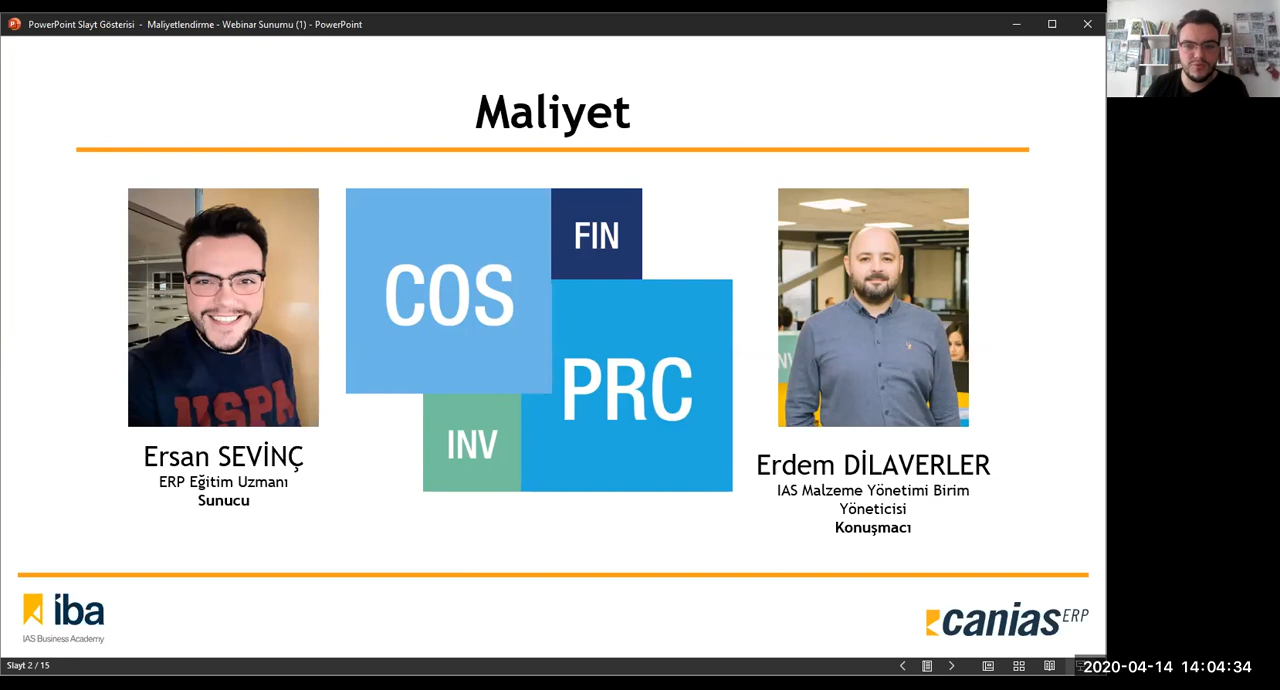 PowerPoint Slayt Gösterisi - Maliyetlendirme - Webinar Sunumu (1) - PowerPoint
Maliyet
COS
FIN
PRC
INV
Ersan SEVİNÇ
ERP Eğitim Uzmanı
Sunucu
Erdem DİLAVERLER
IAS Malzeme Yönetimi Birim
Yöneticisi
Konuşmacı
iba
IAS Business Academy
caniasERP
Slayt 2 / 15
2020-04-14 14:04:34